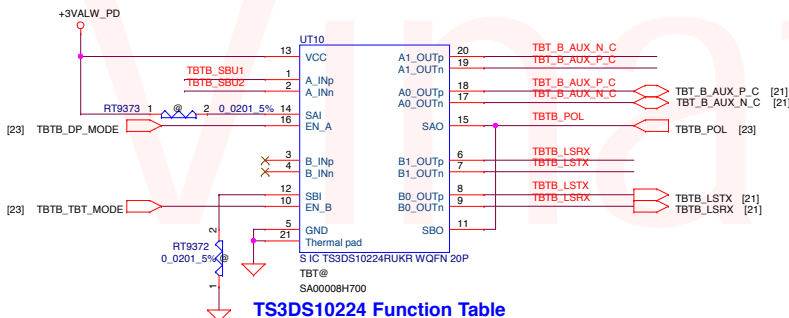 +3VALW_PD
UT10
13 VCC A1_OUTp 20 TBT_B_AUX_N_C
A1_OUTn 19 TBT_B_AUX_P_C
TBTB_SBU1 1 A_INp
TBTB_SBU2 2 A_INn
A0_OUTp 18 TBT_B_AUX_P_C TBT_B_AUX_P_C [21]
A0_OUTn 17 TBT_B_AUX_N_C TBT_B_AUX_N_C [21]
RT9373 1 @ 2 0_0201_5% 14 SAI
[23] TBTB_DP_MODE 16 EN_A SAO 15 TBTB_POL TBTB_POL [23]
3 B_INp B1_OUTp 6 TBTB_LSRX
4 B_INn B1_OUTn 7 TBTB_LSTX
12 SBI B0_OUTp 8 TBTB_LSTX TBTB_LSTX [21]
[23] TBTB_TBT_MODE 10 EN_B B0_OUTn 9 TBTB_LSRX TBTB_LSRX [21]
5 GND SBO 11
21 Thermal pad
2
RT9372
0_0201_5% @
1
S IC TS3DS10224RUKR WQFN 20P
TBT@
SA00008H700
TS3DS10224 Function Table